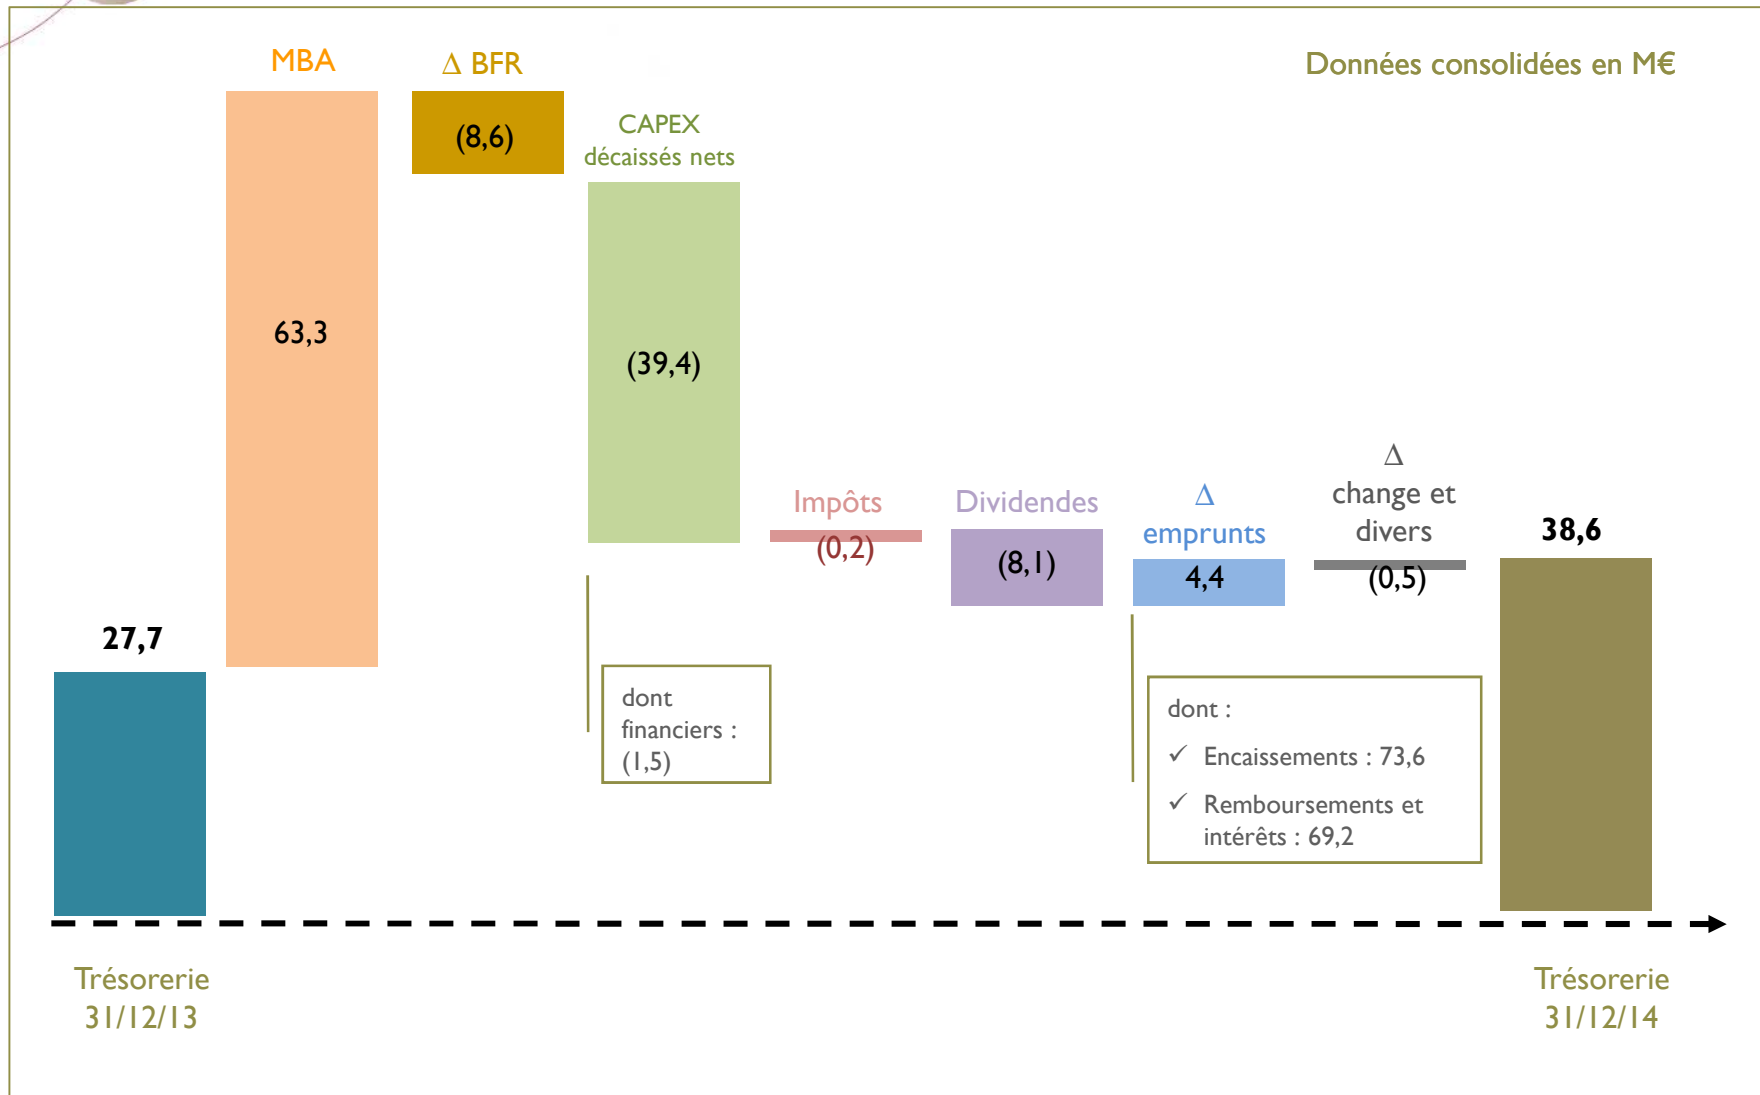 MBA
Δ BFR
Données consolidées en M€
CAPEX
décaissés nets
(8,6)
63,3
(39,4)
Impôts
(0,2)
Dividendes
(8,1)
Δ
emprunts
4,4
Δ
change et
divers
(0,5)
38,6
27,7
dont
financiers :
(1,5)
dont :
✓ Encaissements : 73,6
✓ Remboursements et
intérêts : 69,2
Trésorerie
31/12/13
Trésorerie
31/12/14